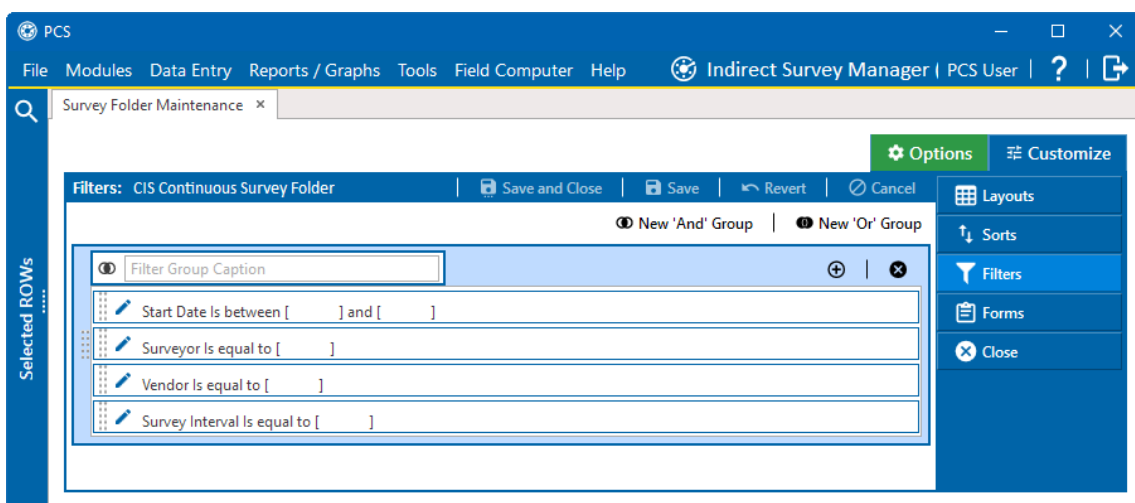 PCS
File Modules Data Entry Reports / Graphs Tools Field Computer Help Indirect Survey Manager ( PCS User | ? |
Survey Folder Maintenance ×
Options Customize
Filters: CIS Continuous Survey Folder | Save and Close | Save | Revert | Cancel
Layouts
New 'And' Group | New 'Or' Group
Sorts
Filter Group Caption
Filters
Start Date Is between [ ] and [ ]
Forms
Surveyor Is equal to [ ]
Close
Vendor Is equal to [ ]
Survey Interval Is equal to [ ]
Selected ROWs